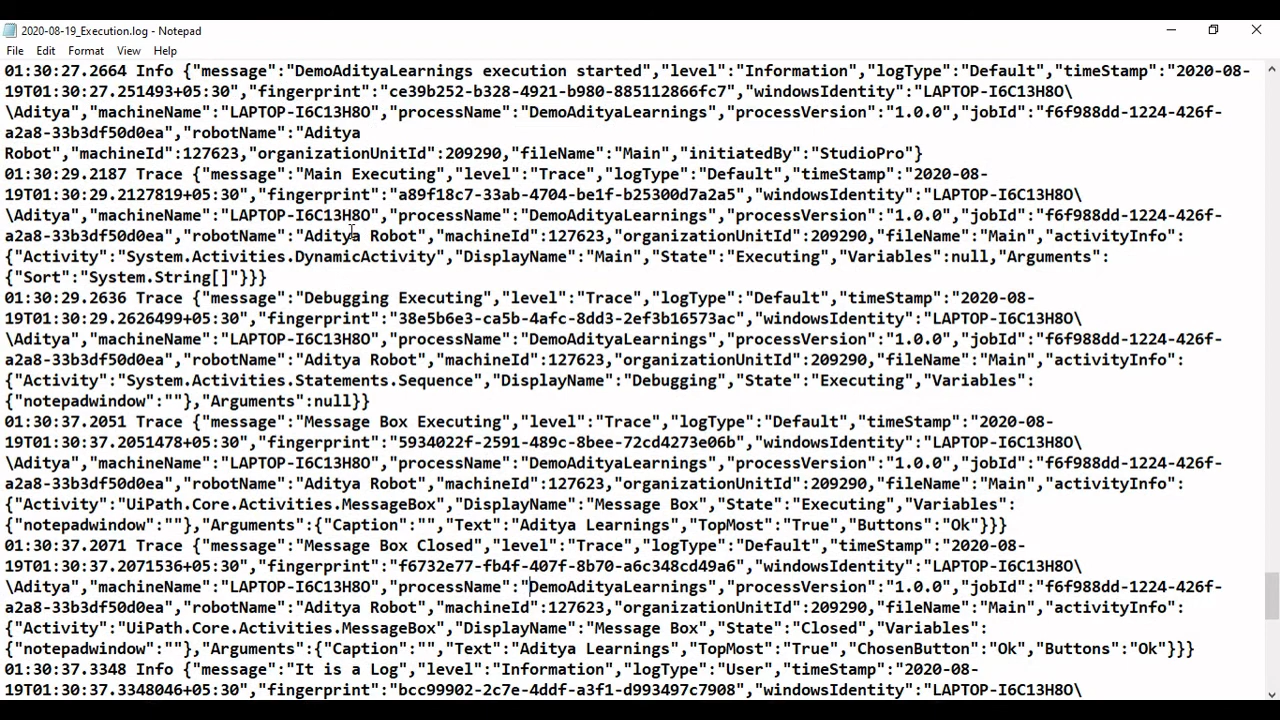 2020-08-19_Execution.log - Notepad
File Edit Format View Help
01:30:27.2664 Info {"message":"DemoAdityaLearnings execution started","level":"Information","logType":"Default","timeStamp":"2020-08-
19T01:30:27.251493+05:30","fingerprint":"ce39b252-b328-4921-b980-885112866fc7","windowsIdentity":"LAPTOP-I6C13H8O\
\Aditya","machineName":"LAPTOP-I6C13H8O","processName":"DemoAdityaLearnings","processVersion":"1.0.0","jobId":"f6f988dd-1224-426f-
a2a8-33b3df50d0ea","robotName":"Aditya
Robot","machineId":127623,"organizationUnitId":209290,"fileName":"Main","initiatedBy":"StudioPro"}
01:30:29.2187 Trace {"message":"Main Executing","level":"Trace","logType":"Default","timeStamp":"2020-08-
19T01:30:29.2127819+05:30","fingerprint":"a89f18c7-33ab-4704-be1f-b25300d7a2a5","windowsIdentity":"LAPTOP-I6C13H8O\
\Aditya","machineName":"LAPTOP-I6C13H8O","processName":"DemoAdityaLearnings","processVersion":"1.0.0","jobId":"f6f988dd-1224-426f-
a2a8-33b3df50d0ea","robotName":"Aditya Robot","machineId":127623,"organizationUnitId":209290,"fileName":"Main","activityInfo":
{"Activity":"System.Activities.DynamicActivity","DisplayName":"Main","State":"Executing","Variables":null,"Arguments":
{"Sort":"System.String[]"}}}
01:30:29.2636 Trace {"message":"Debugging Executing","level":"Trace","logType":"Default","timeStamp":"2020-08-
19T01:30:29.2626499+05:30","fingerprint":"38e5b6e3-ca5b-4afc-8dd3-2ef3b16573ac","windowsIdentity":"LAPTOP-I6C13H8O\
\Aditya","machineName":"LAPTOP-I6C13H8O","processName":"DemoAdityaLearnings","processVersion":"1.0.0","jobId":"f6f988dd-1224-426f-
a2a8-33b3df50d0ea","robotName":"Aditya Robot","machineId":127623,"organizationUnitId":209290,"fileName":"Main","activityInfo":
{"Activity":"System.Activities.Statements.Sequence","DisplayName":"Debugging","State":"Executing","Variables":
{"notepadwindow":""},"Arguments":null}}
01:30:37.2051 Trace {"message":"Message Box Executing","level":"Trace","logType":"Default","timeStamp":"2020-08-
19T01:30:37.2051478+05:30","fingerprint":"5934022f-2591-489c-8bee-72cd4273e06b","windowsIdentity":"LAPTOP-I6C13H8O\
\Aditya","machineName":"LAPTOP-I6C13H8O","processName":"DemoAdityaLearnings","processVersion":"1.0.0","jobId":"f6f988dd-1224-426f-
a2a8-33b3df50d0ea","robotName":"Aditya Robot","machineId":127623,"organizationUnitId":209290,"fileName":"Main","activityInfo":
{"Activity":"UiPath.Core.Activities.MessageBox","DisplayName":"Message Box","State":"Executing","Variables":
{"notepadwindow":""},"Arguments":{"Caption":"","Text":"Aditya Learnings","TopMost":"True","Buttons":"Ok"}}}
01:30:37.2071 Trace {"message":"Message Box Closed","level":"Trace","logType":"Default","timeStamp":"2020-08-
19T01:30:37.2071536+05:30","fingerprint":"f6732e77-fb4f-407f-8b70-a6c348cd49a6","windowsIdentity":"LAPTOP-I6C13H8O\
\Aditya","machineName":"LAPTOP-I6C13H8O","processName":"DemoAdityaLearnings","processVersion":"1.0.0","jobId":"f6f988dd-1224-426f-
a2a8-33b3df50d0ea","robotName":"Aditya Robot","machineId":127623,"organizationUnitId":209290,"fileName":"Main","activityInfo":
{"Activity":"UiPath.Core.Activities.MessageBox","DisplayName":"Message Box","State":"Closed","Variables":
{"notepadwindow":""},"Arguments":{"Caption":"","Text":"Aditya Learnings","TopMost":"True","ChosenButton":"Ok","Buttons":"Ok"}}}
01:30:37.3348 Info {"message":"It is a Log","level":"Information","logType":"User","timeStamp":"2020-08-
19T01:30:37.3348046+05:30","fingerprint":"bcc99902-2c7e-4ddf-a3f1-d993497c7908","windowsIdentity":"LAPTOP-I6C13H8O\